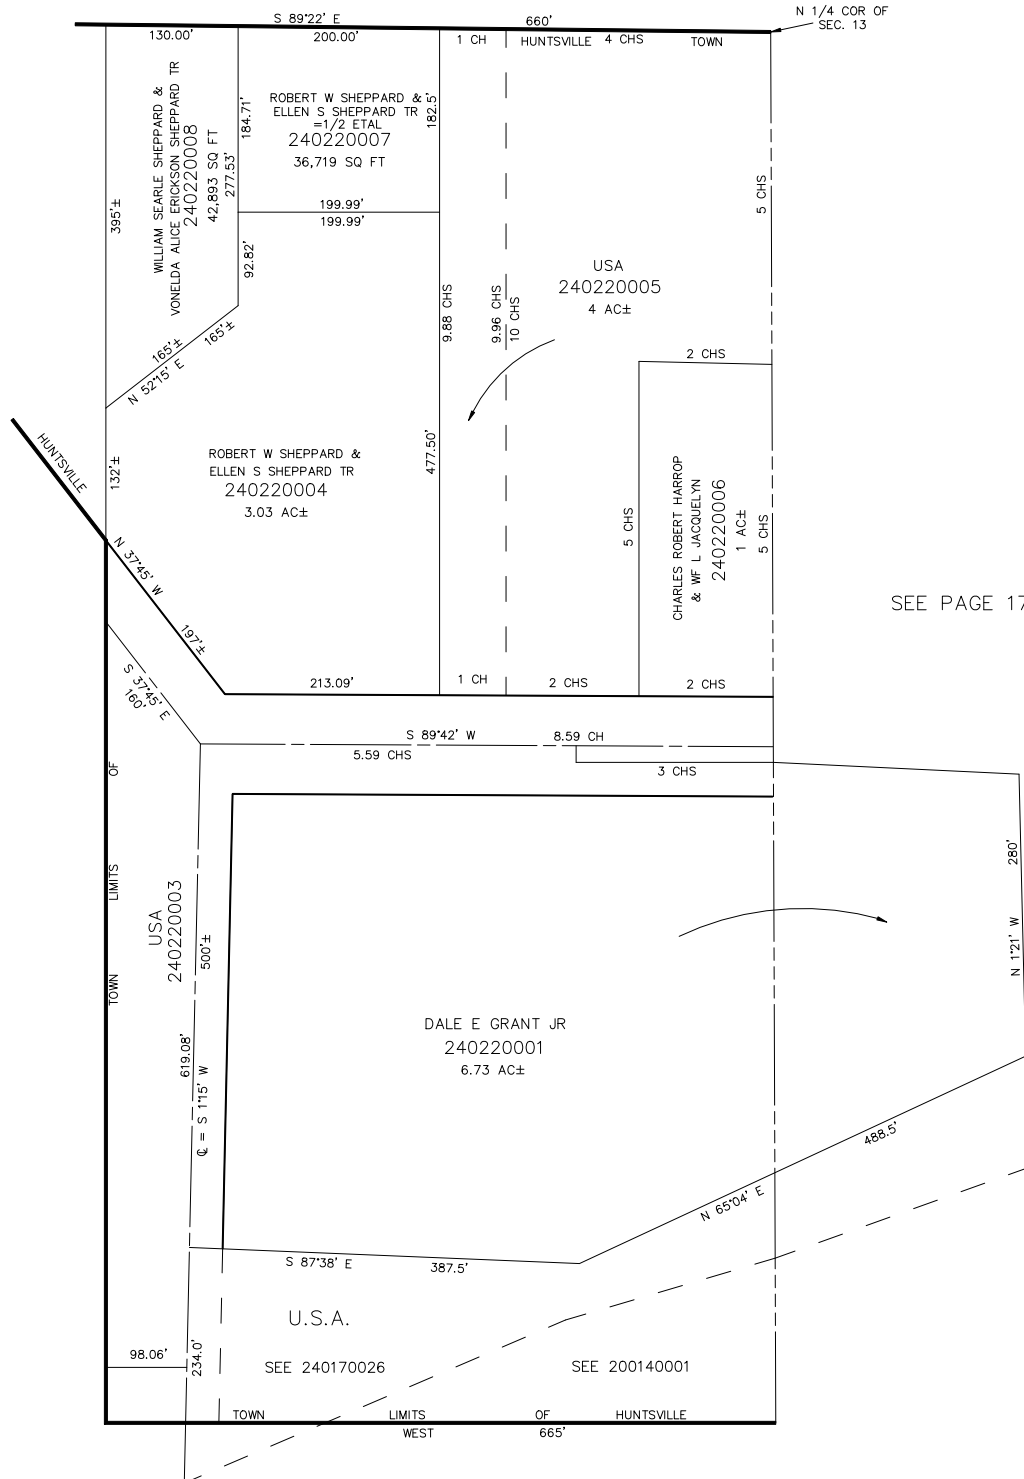 S 89°22' E
660'
N 1/4 COR OF
SEC. 13
130.00'
200.00'
1 CH
HUNTSVILLE
4 CHS
TOWN
WILLIAM SEARLE SHEPPARD &
VONELDA ALICE ERICKSON SHEPPARD TR
240220008
42,893 SQ FT
277.53'
184.71'
ROBERT W SHEPPARD &
ELLEN S SHEPPARD TR
=1/2 ETAL
240220007
36,719 SQ FT
182.5'
199.99'
199.99'
395'±
92.82'
5 CHS
USA
240220005
4 AC±
9.88 CHS
9.96 CHS
10 CHS
165'±
165'±
N 52°15' E
2 CHS
HUNTSVILLE
132'±
ROBERT W SHEPPARD &
ELLEN S SHEPPARD TR
240220004
3.03 AC±
477.50'
5 CHS
CHARLES ROBERT HARROP
& WF L JACQUELYN
240220006
1 AC±
5 CHS
SEE PAGE 17
N 37°45' W
197'±
S 37°45' E
160'
213.09'
1 CH
2 CHS
2 CHS
S 89°42' W
8.59 CH
5.59 CHS
3 CHS
TOWN LIMITS OF
USA
240220003
500'±
619.08'
℄ = S 1°15' W
280'
N 1°21' W
DALE E GRANT JR
240220001
6.73 AC±
488.5'
N 65°04' E
S 87°38' E
387.5'
U.S.A.
98.06'
234.0'
SEE 240170026
SEE 200140001
TOWN LIMITS OF HUNTSVILLE
WEST
665'